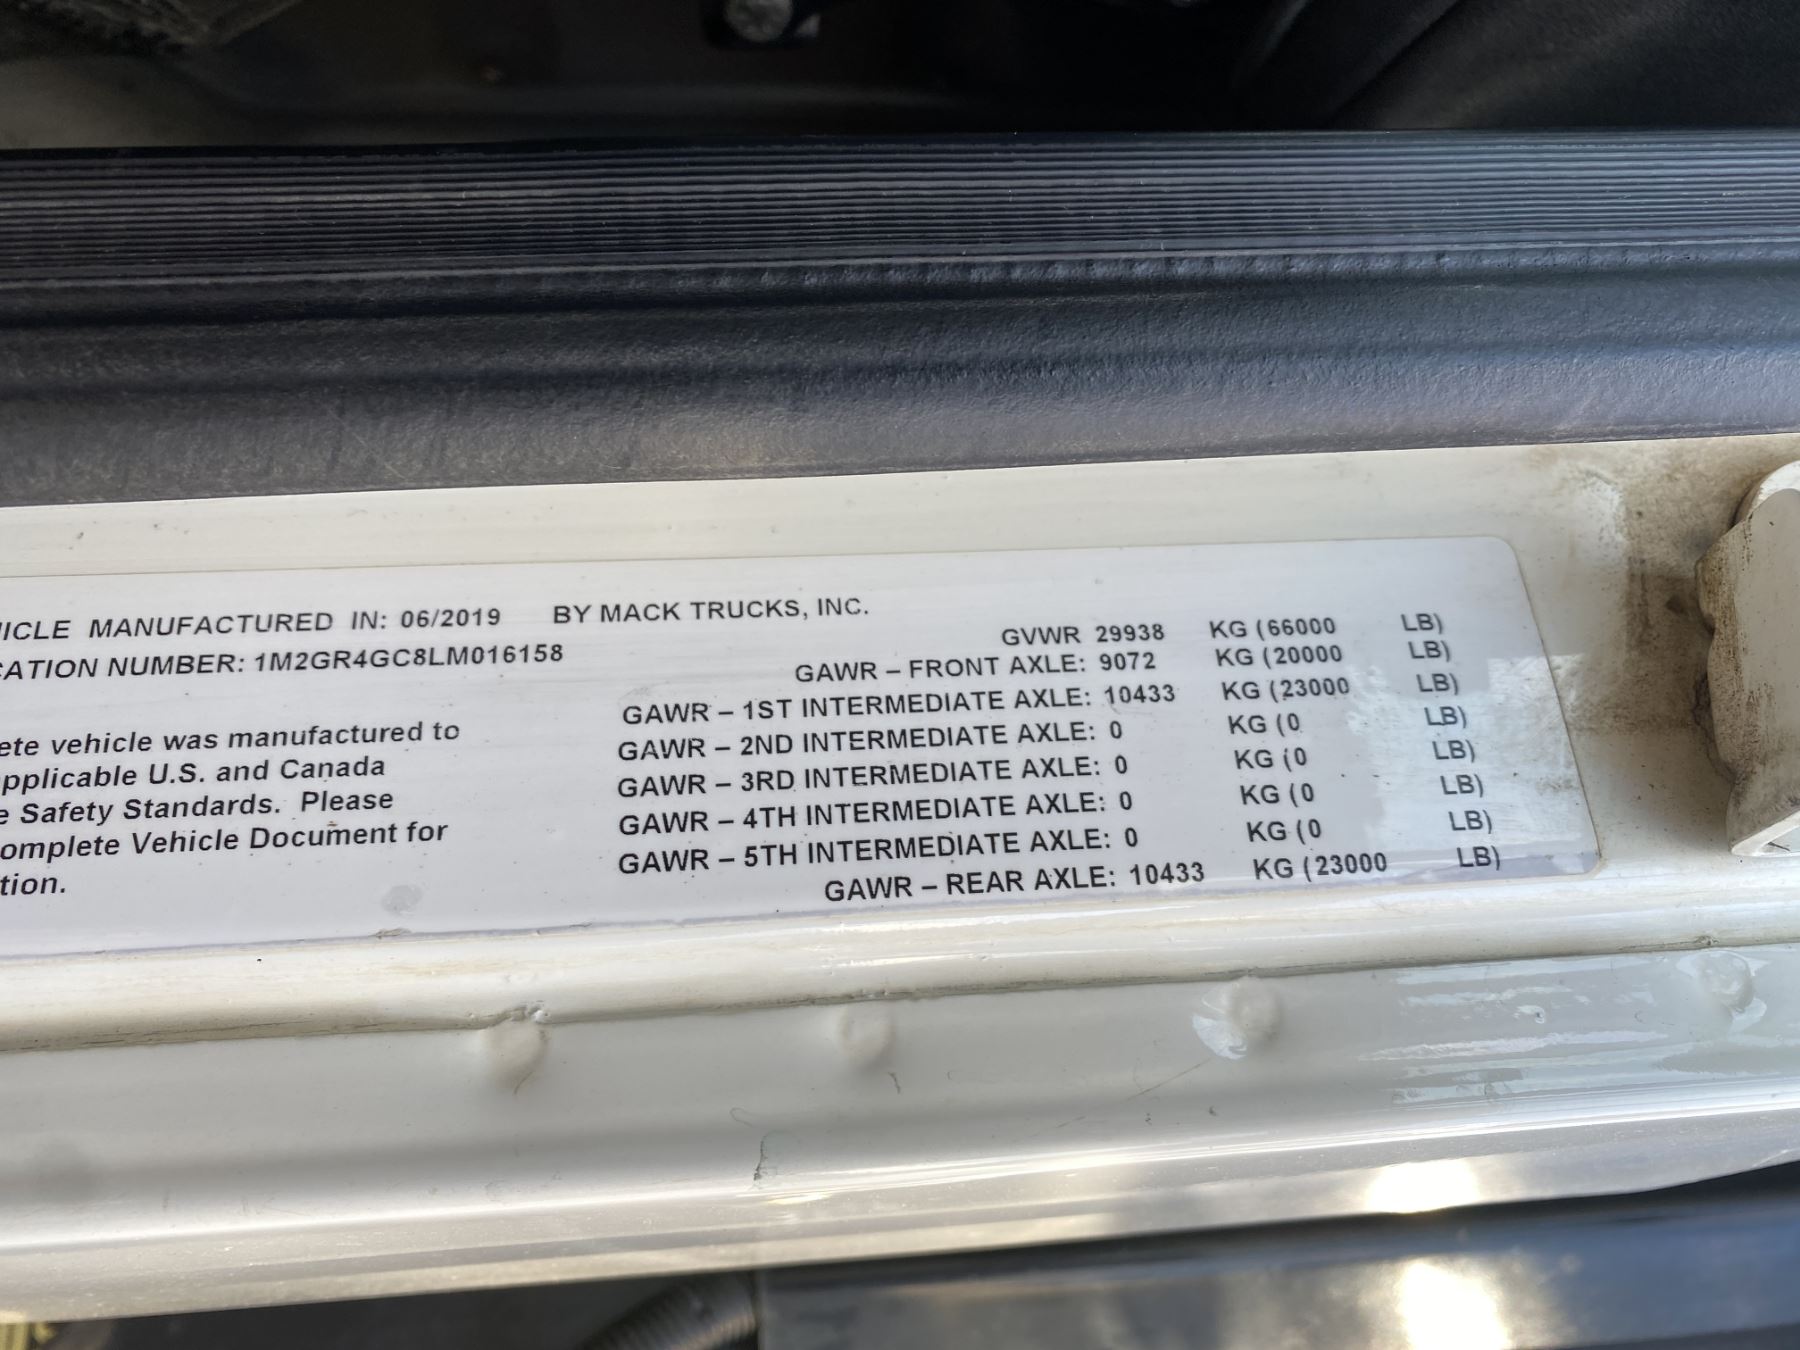 ICLE MANUFACTURED IN: 06/2019 BY MACK TRUCKS, INC.
CATION NUMBER: 1M2GR4GC8LM016158
GVWR 29938 KG (66000 LB)
GAWR – FRONT AXLE: 9072 KG (20000 LB)
GAWR – 1ST INTERMEDIATE AXLE: 10433 KG (23000 LB)
GAWR – 2ND INTERMEDIATE AXLE: 0 KG (0 LB)
GAWR – 3RD INTERMEDIATE AXLE: 0 KG (0 LB)
GAWR – 4TH INTERMEDIATE AXLE: 0 KG (0 LB)
GAWR – 5TH INTERMEDIATE AXLE: 0 KG (0 LB)
GAWR – REAR AXLE: 10433 KG (23000 LB)
ete vehicle was manufactured to
applicable U.S. and Canada
e Safety Standards. Please
omplete Vehicle Document for
tion.